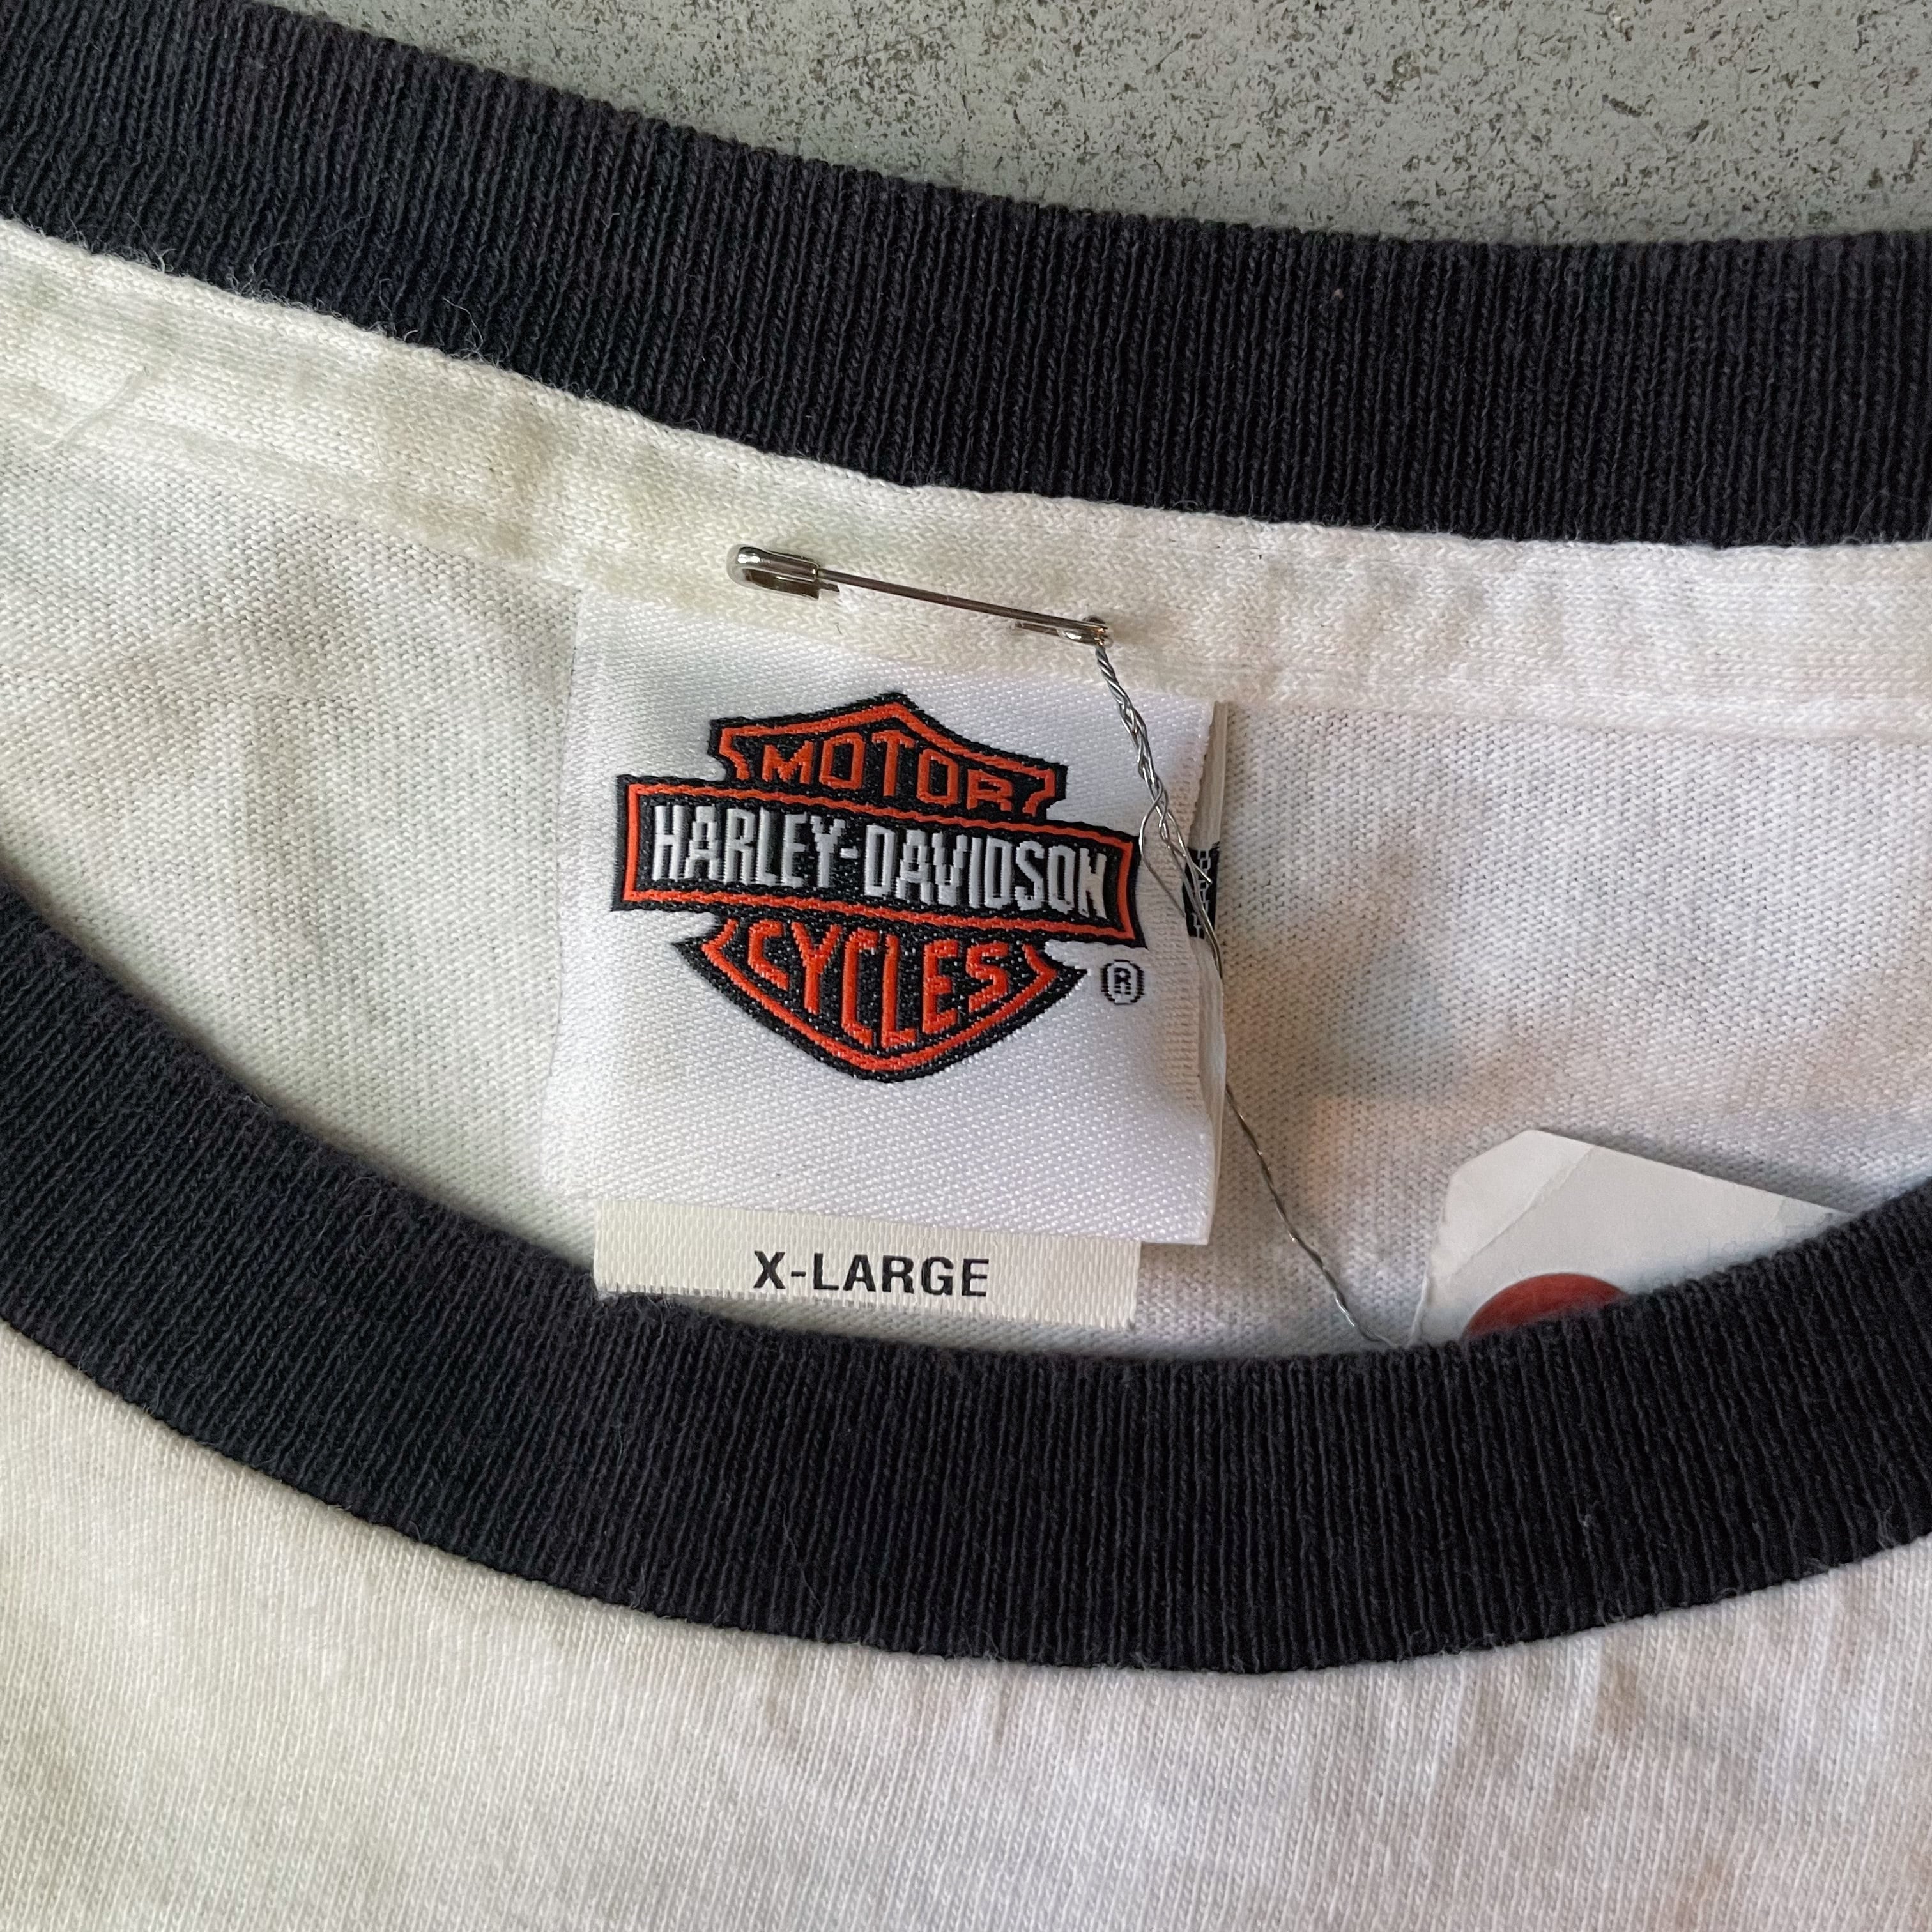 MOTOR
HARLEY-DAVIDSON
CYCLES
®
X-LARGE